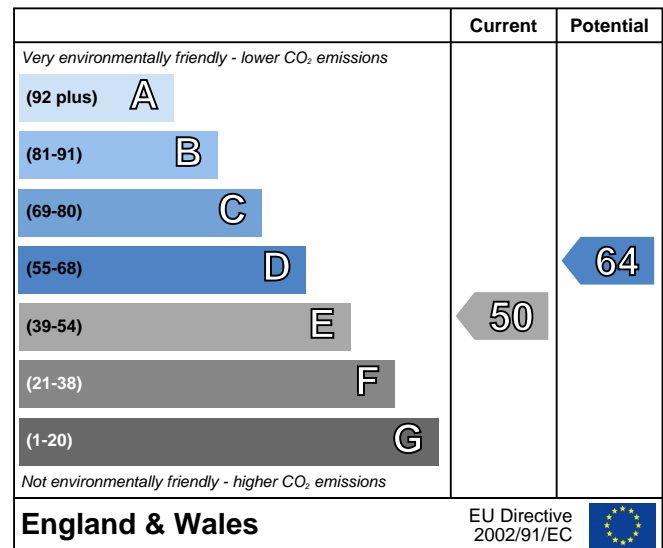 Current Potential
Very environmentally friendly - lower CO₂ emissions
(92 plus) A
(81-91) B
(69-80) C
(55-68) D
64
(39-54) E
50
(21-38) F
(1-20) G
Not environmentally friendly - higher CO₂ emissions
England & Wales
EU Directive
2002/91/EC